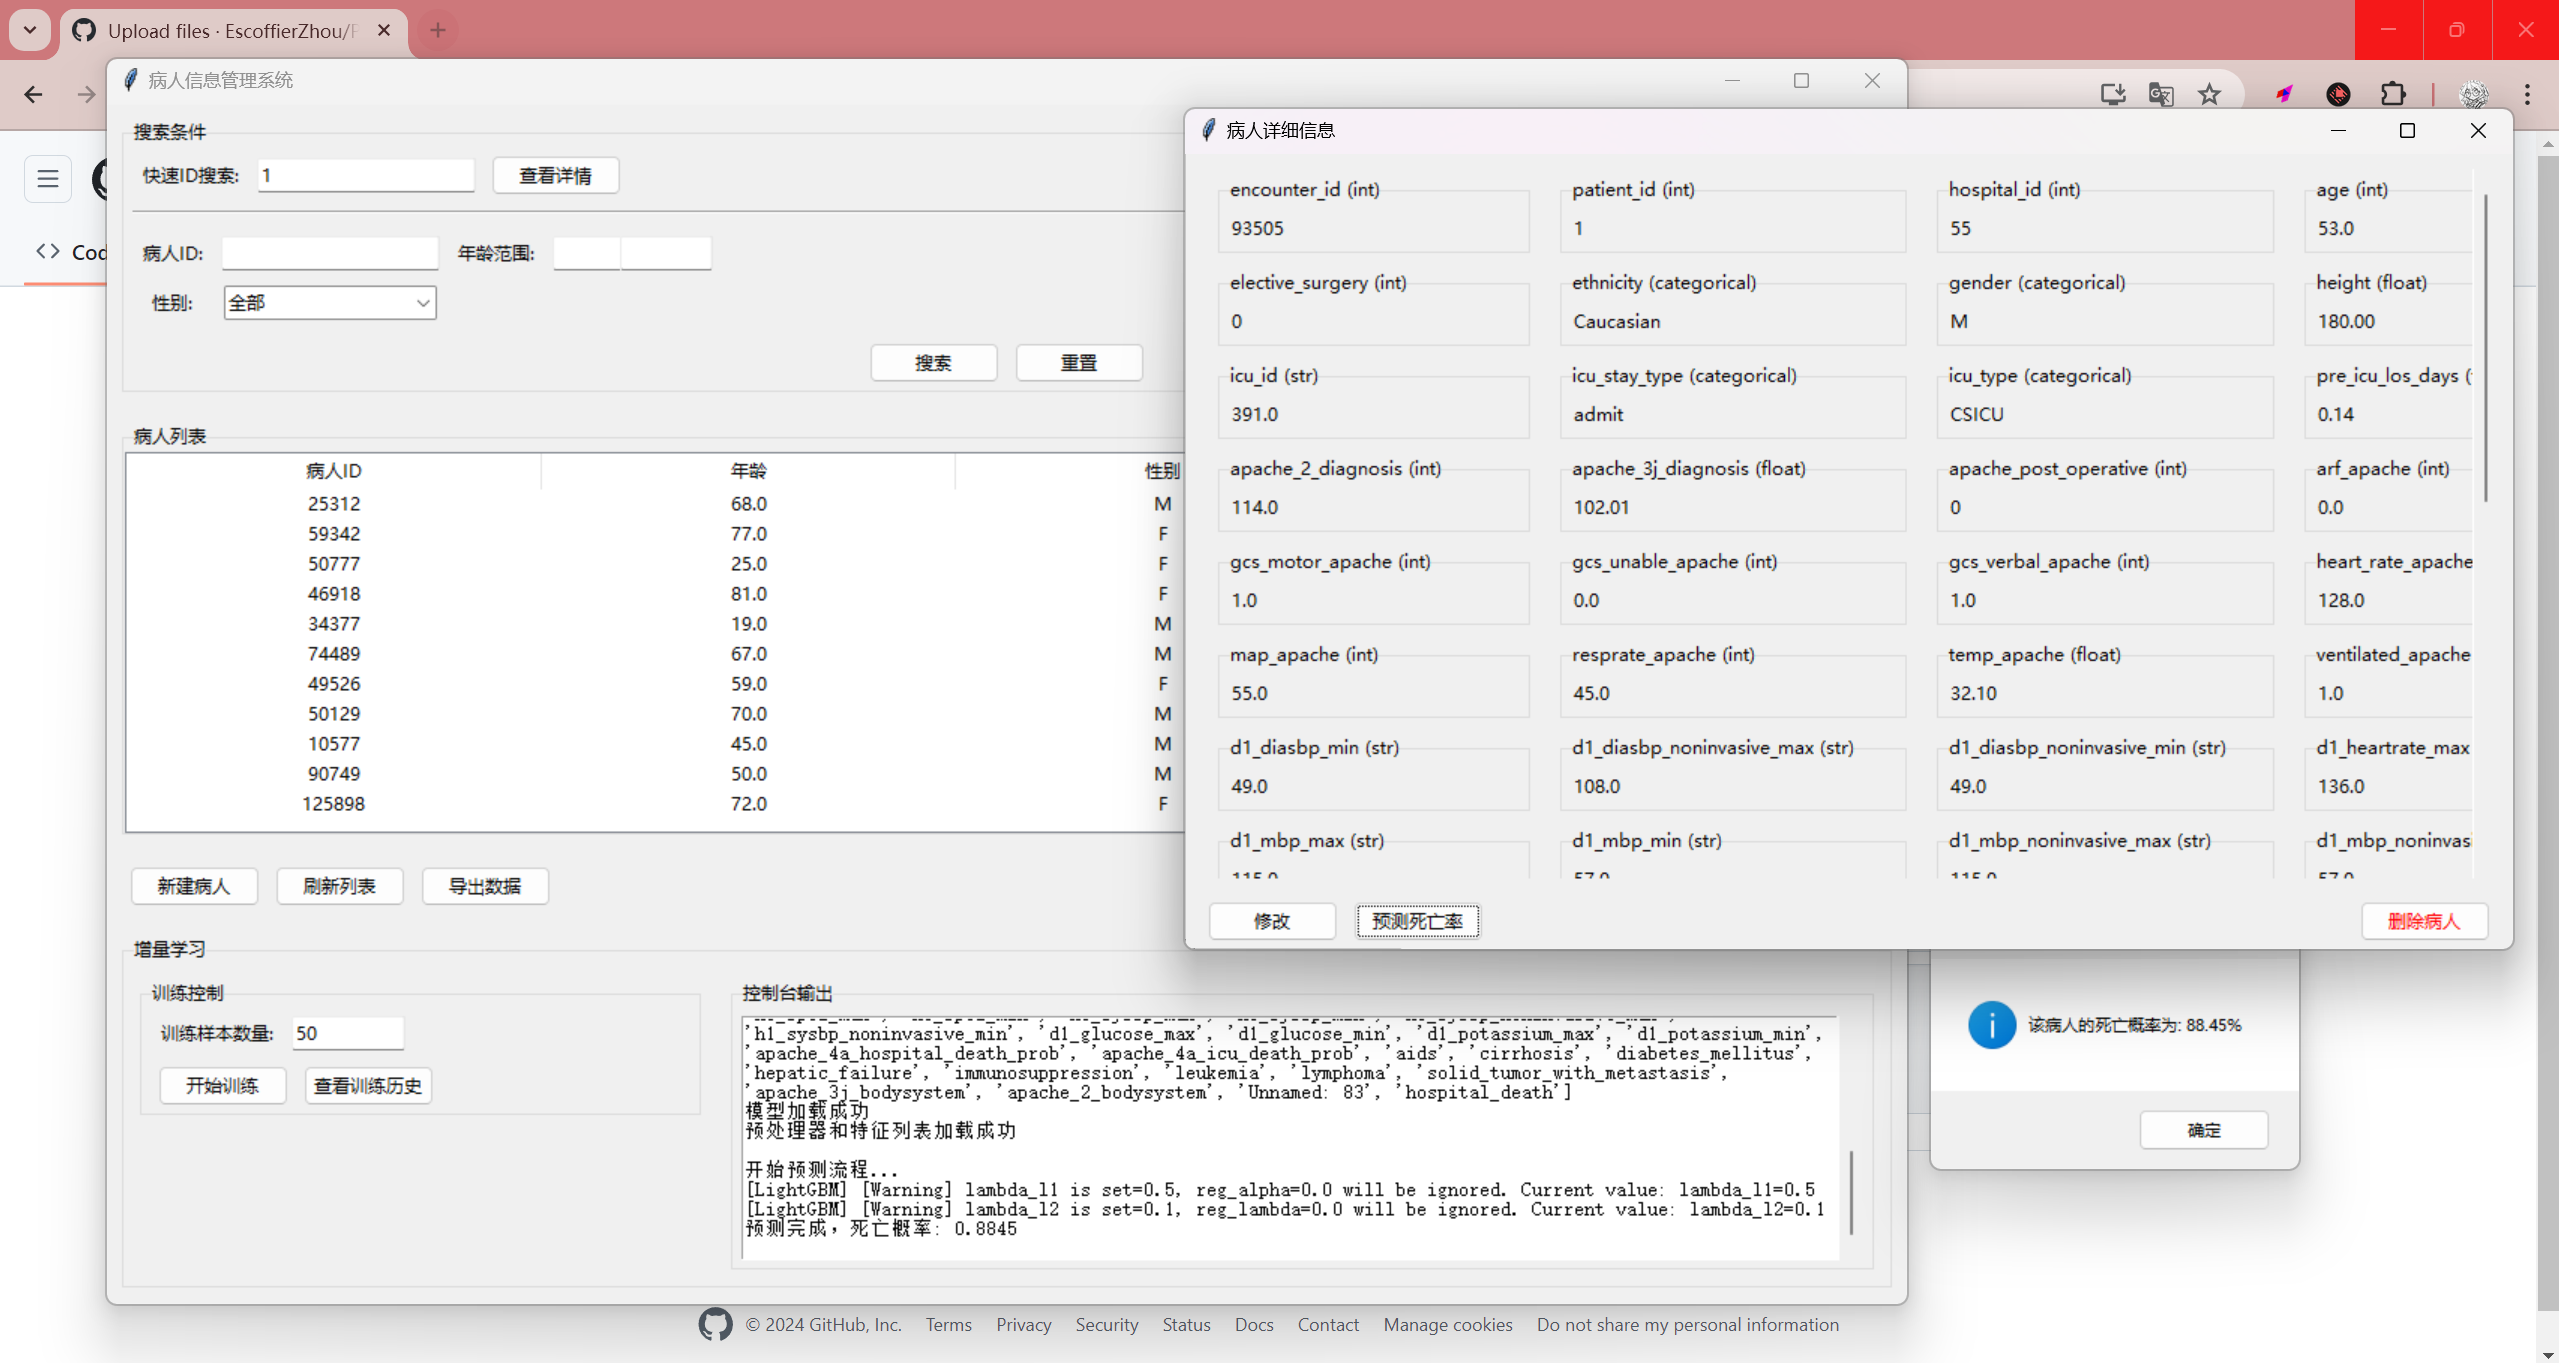 Upload files · EscoffierZhou/
病人信息管理系统
搜索条件
快速ID搜索: 1 查看详情
病人ID: 年龄范围:
性别: 全部
搜索 重置
病人列表
病人ID 年龄 性别
25312 68.0 M
59342 77.0 F
50777 25.0 F
46918 81.0 F
34377 19.0 M
74489 67.0 M
49526 59.0 F
50129 70.0 M
10577 45.0 M
90749 50.0 M
125898 72.0 F
新建病人 刷新列表 导出数据
增量学习
训练控制
训练样本数量: 50
开始训练 查看训练历史
控制台输出
'h1_sysbp_noninvasive_min', 'd1_glucose_max', 'd1_glucose_min', 'd1_potassium_max', 'd1_potassium_min',
'apache_4a_hospital_death_prob', 'apache_4a_icu_death_prob', 'aids', 'cirrhosis', 'diabetes_mellitus',
'hepatic_failure', 'immunosuppression', 'leukemia', 'lymphoma', 'solid_tumor_with_metastasis',
'apache_3j_bodysystem', 'apache_2_bodysystem', 'Unnamed: 83', 'hospital_death']
模型加载成功
预处理器和特征列表加载成功
开始预测流程...
[LightGBM] [Warning] lambda_l1 is set=0.5, reg_alpha=0.0 will be ignored. Current value: lambda_l1=0.5
[LightGBM] [Warning] lambda_l2 is set=0.1, reg_lambda=0.0 will be ignored. Current value: lambda_l2=0.1
预测完成，死亡概率: 0.8845
病人详细信息
encounter_id (int) patient_id (int) hospital_id (int) age (int)
93505 1 55 53.0
elective_surgery (int) ethnicity (categorical) gender (categorical) height (float)
0 Caucasian M 180.00
icu_id (str) icu_stay_type (categorical) icu_type (categorical) pre_icu_los_days (
391.0 admit CSICU 0.14
apache_2_diagnosis (int) apache_3j_diagnosis (float) apache_post_operative (int) arf_apache (int)
114.0 102.01 0 0.0
gcs_motor_apache (int) gcs_unable_apache (int) gcs_verbal_apache (int) heart_rate_apache
1.0 0.0 1.0 128.0
map_apache (int) resprate_apache (int) temp_apache (float) ventilated_apache
55.0 45.0 32.10 1.0
d1_diasbp_min (str) d1_diasbp_noninvasive_max (str) d1_diasbp_noninvasive_min (str) d1_heartrate_max
49.0 108.0 49.0 136.0
d1_mbp_max (str) d1_mbp_min (str) d1_mbp_noninvasive_max (str) d1_mbp_noninvas
115.0 57.0 115.0 57.0
修改 预测死亡率 删除病人
该病人的死亡概率为: 88.45%
确定
Cod
© 2024 GitHub, Inc. Terms Privacy Security Status Docs Contact Manage cookies Do not share my personal information